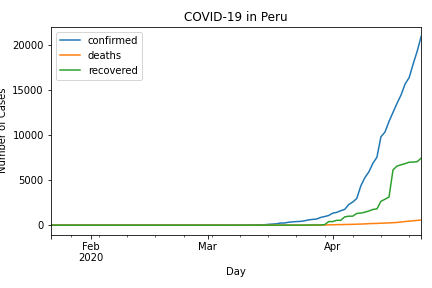 COVID-19 in Peru
confirmed
deaths
recovered
20000
15000
10000
5000
0
Number of Cases
Feb
2020
Mar
Apr
Day